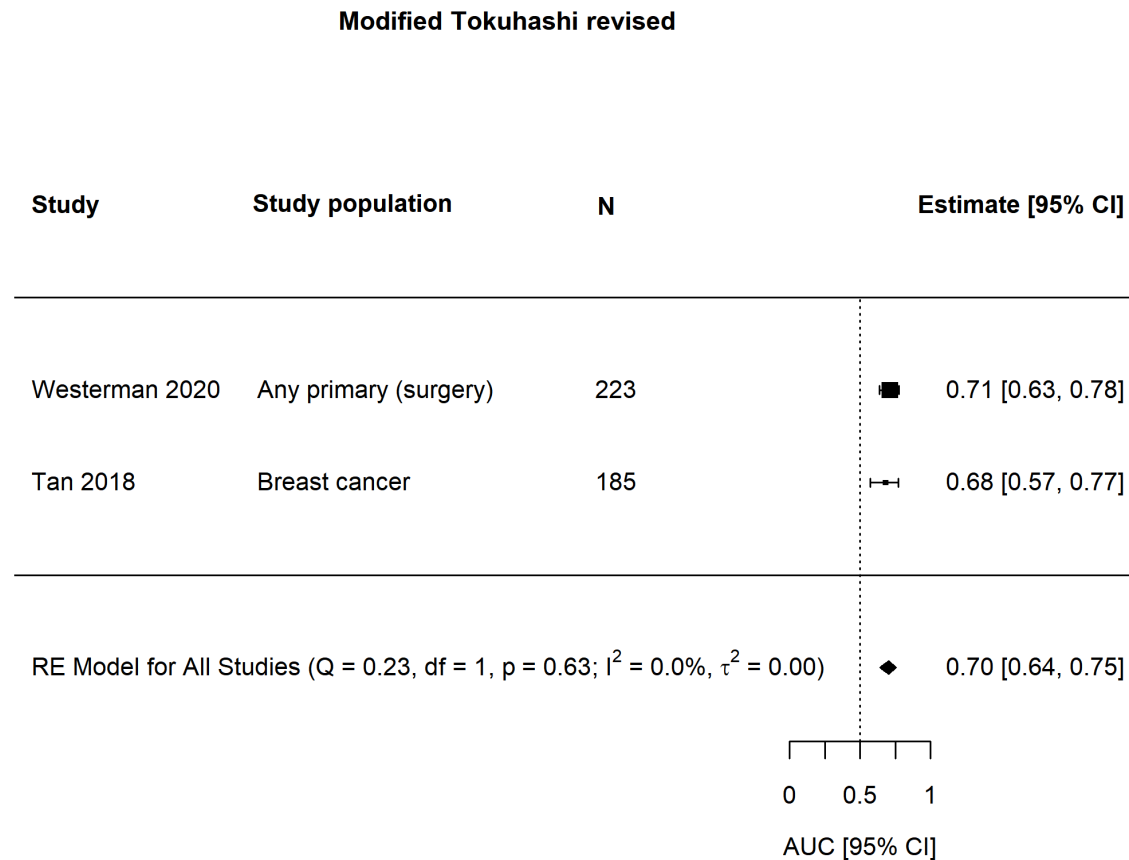 Modified Tokuhashi revised
Study Study population N Estimate [95% CI]
Westerman 2020 Any primary (surgery) 223 0.71 [0.63, 0.78]
Tan 2018 Breast cancer 185 0.68 [0.57, 0.77]
RE Model for All Studies (Q = 0.23, df = 1, p = 0.63; I² = 0.0%, τ² = 0.00) 0.70 [0.64, 0.75]
0 0.5 1
AUC [95% CI]